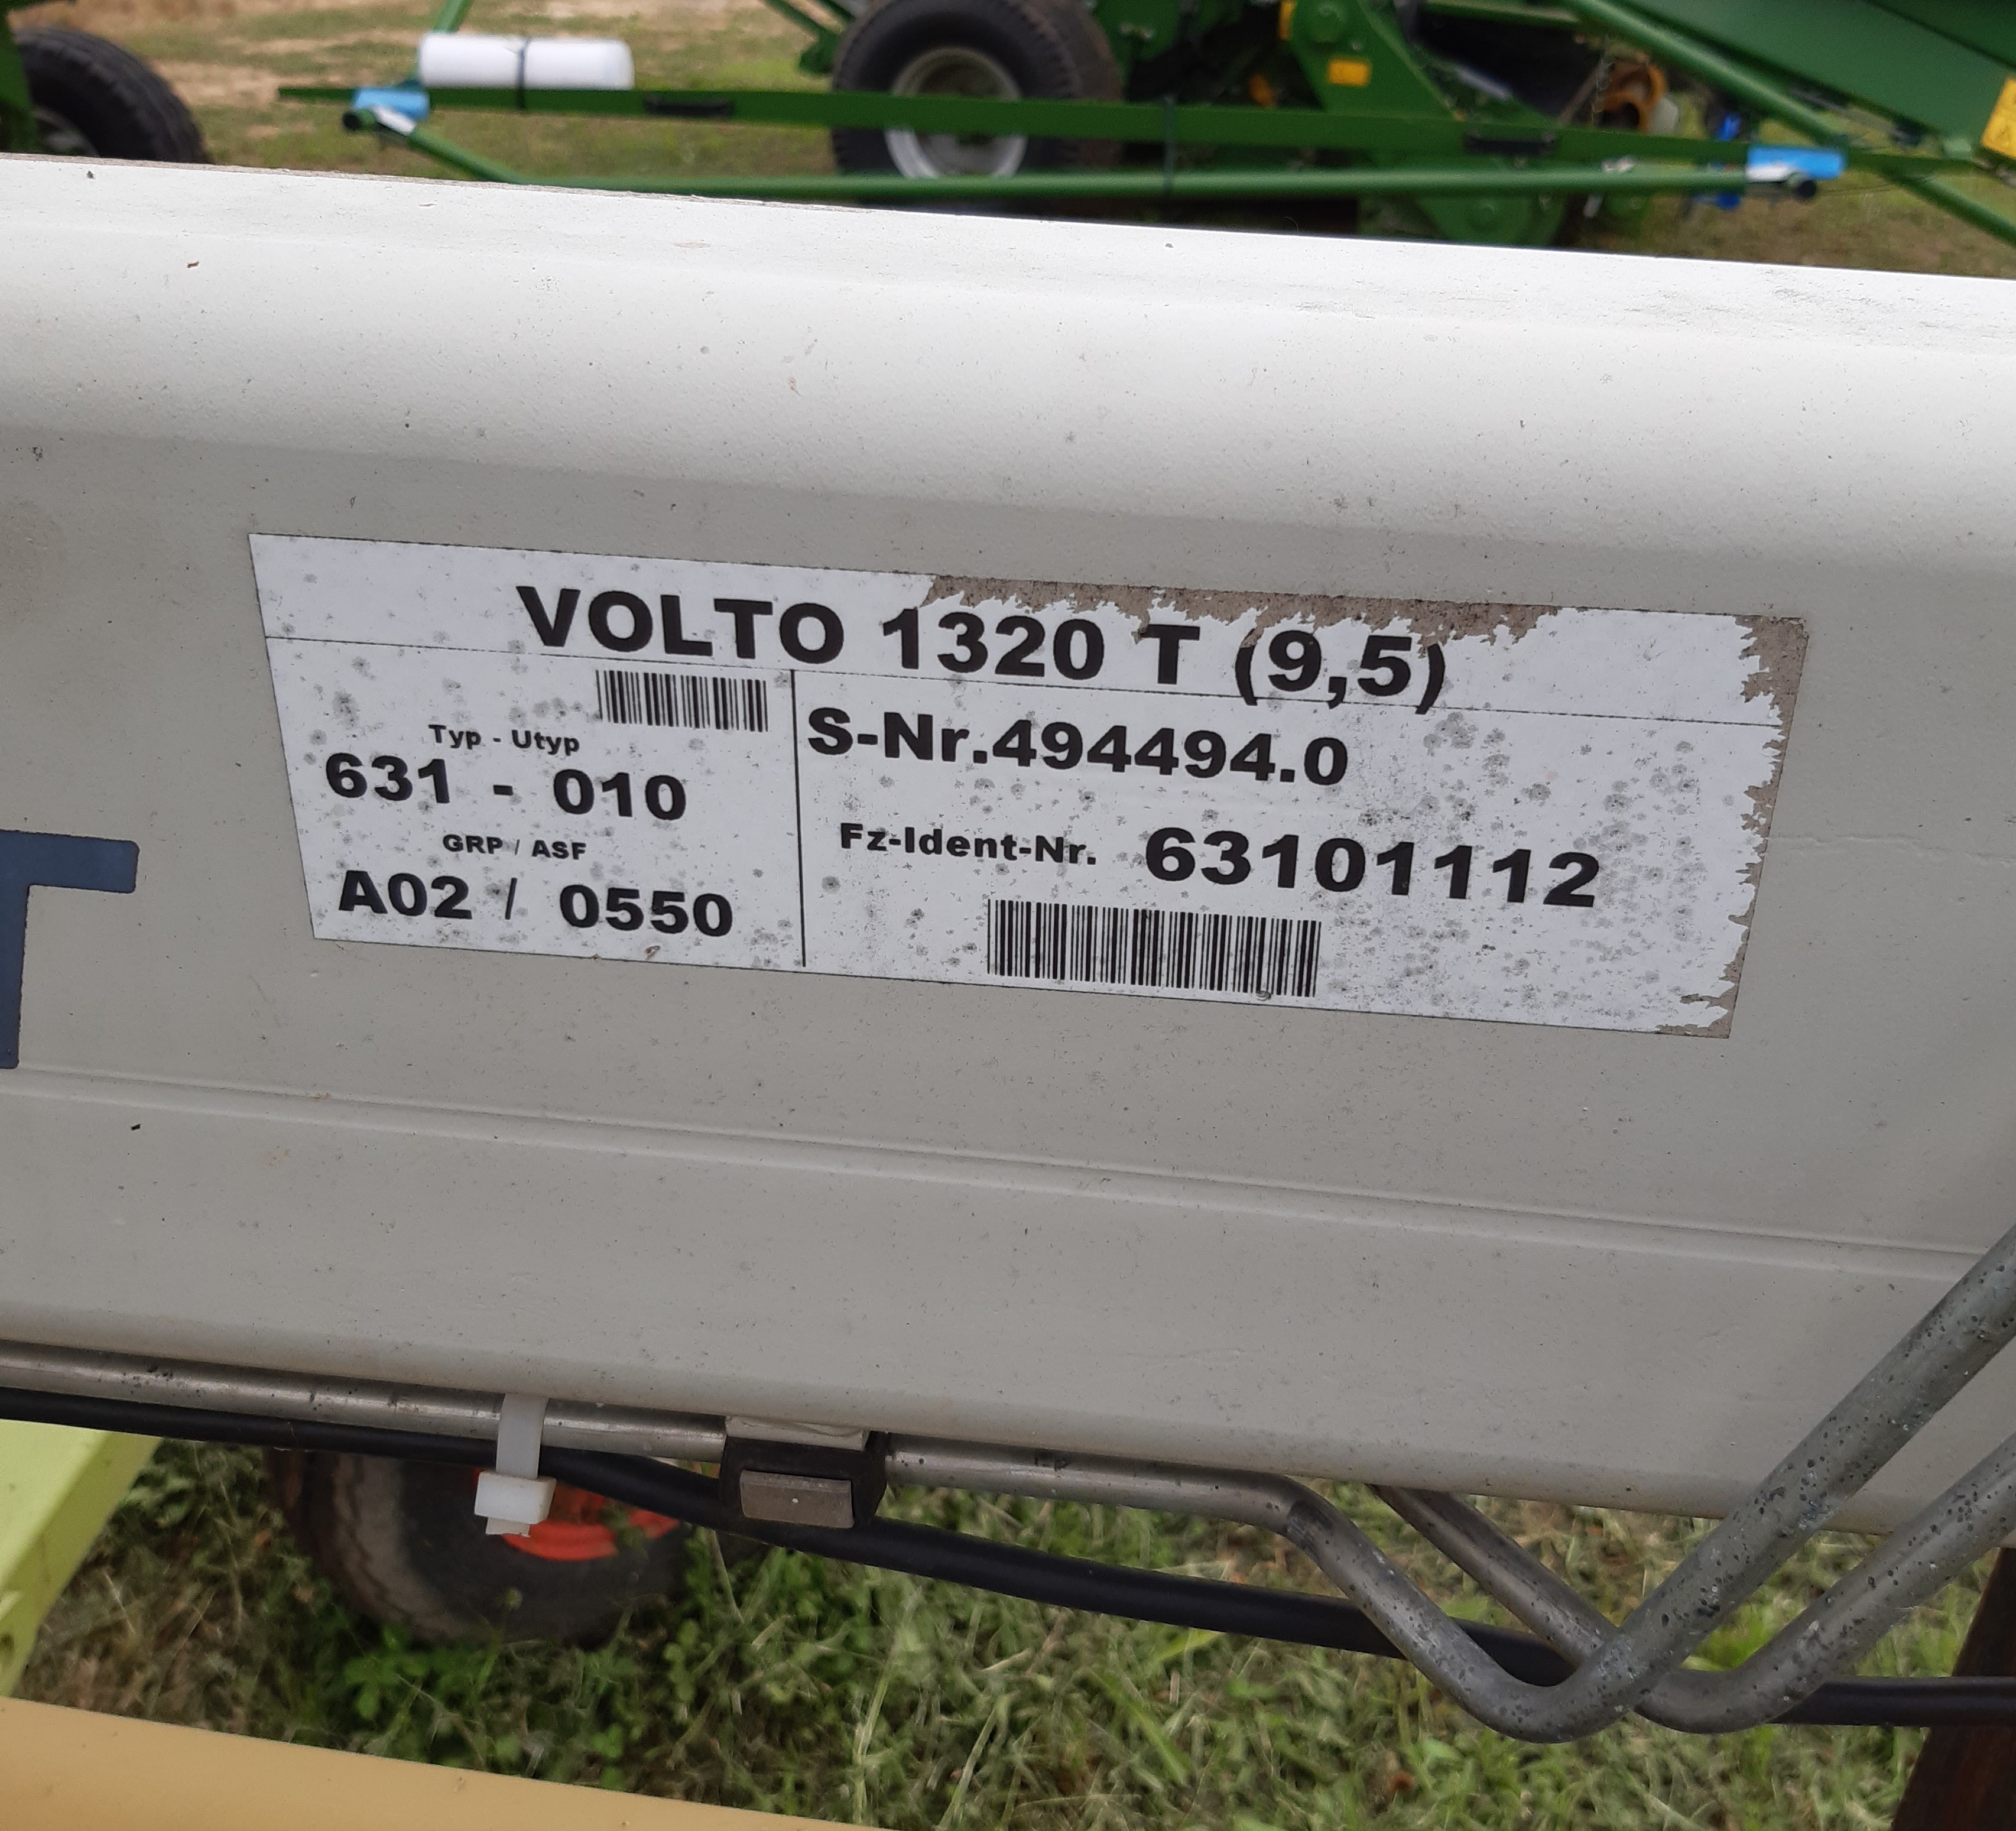 VOLTO 1320 T (9,5)
Typ - Utyp
631 - 010
GRP / ASF
A02 / 0550
S-Nr.494494.0
Fz-Ident-Nr. 63101112
T